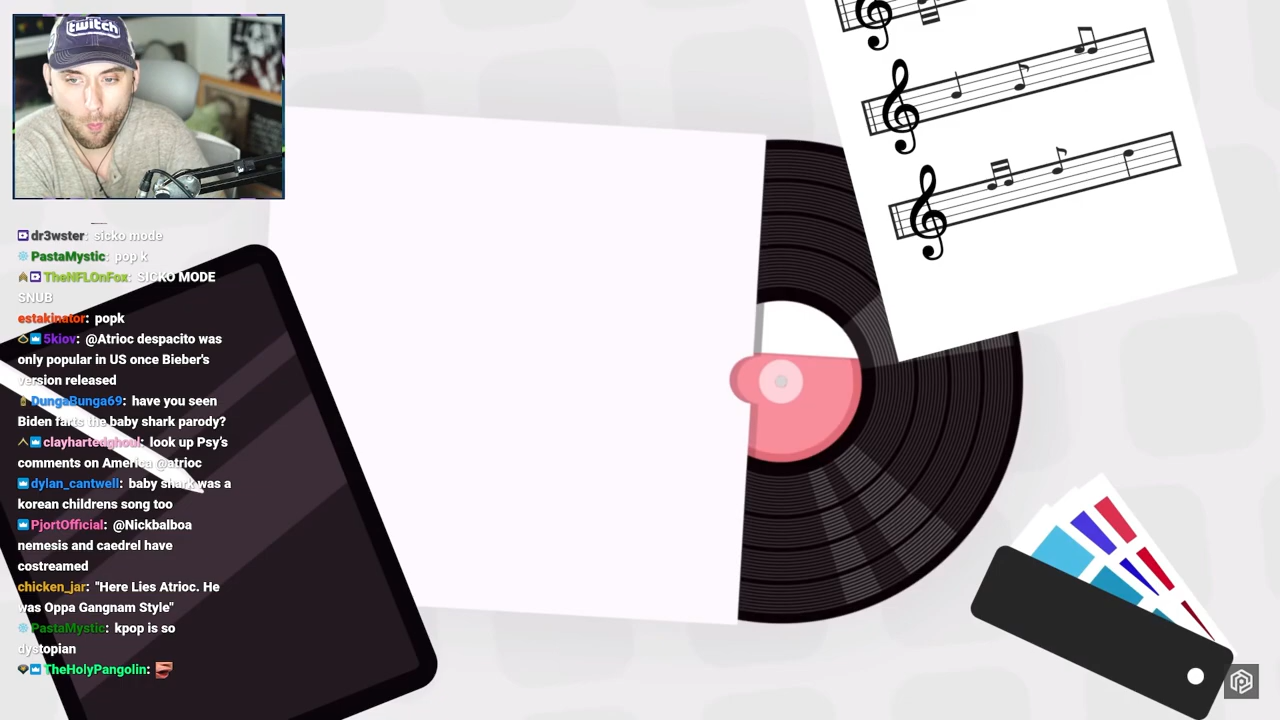 twitch
dr3wster: sicko mode
PastaMystic: pop k
TheNFLOnFox: SICKO MODE
SNUB
estakinator: popk
5kiov: @Atrioc despacito was
only popular in US once Bieber's
version released
DungaBunga69: have you seen
Biden farts the baby shark parody?
clayhartedghoul: look up Psy's
comments on America @atrioc
dylan_cantwell: baby shark was a
korean childrens song too
PjortOfficial: @Nickbalboa
nemesis and caedrel have
costreamed
chicken_jar: "Here Lies Atrioc. He
was Oppa Gangnam Style"
PastaMystic: kpop is so
dystopian
TheHolyPangolin: